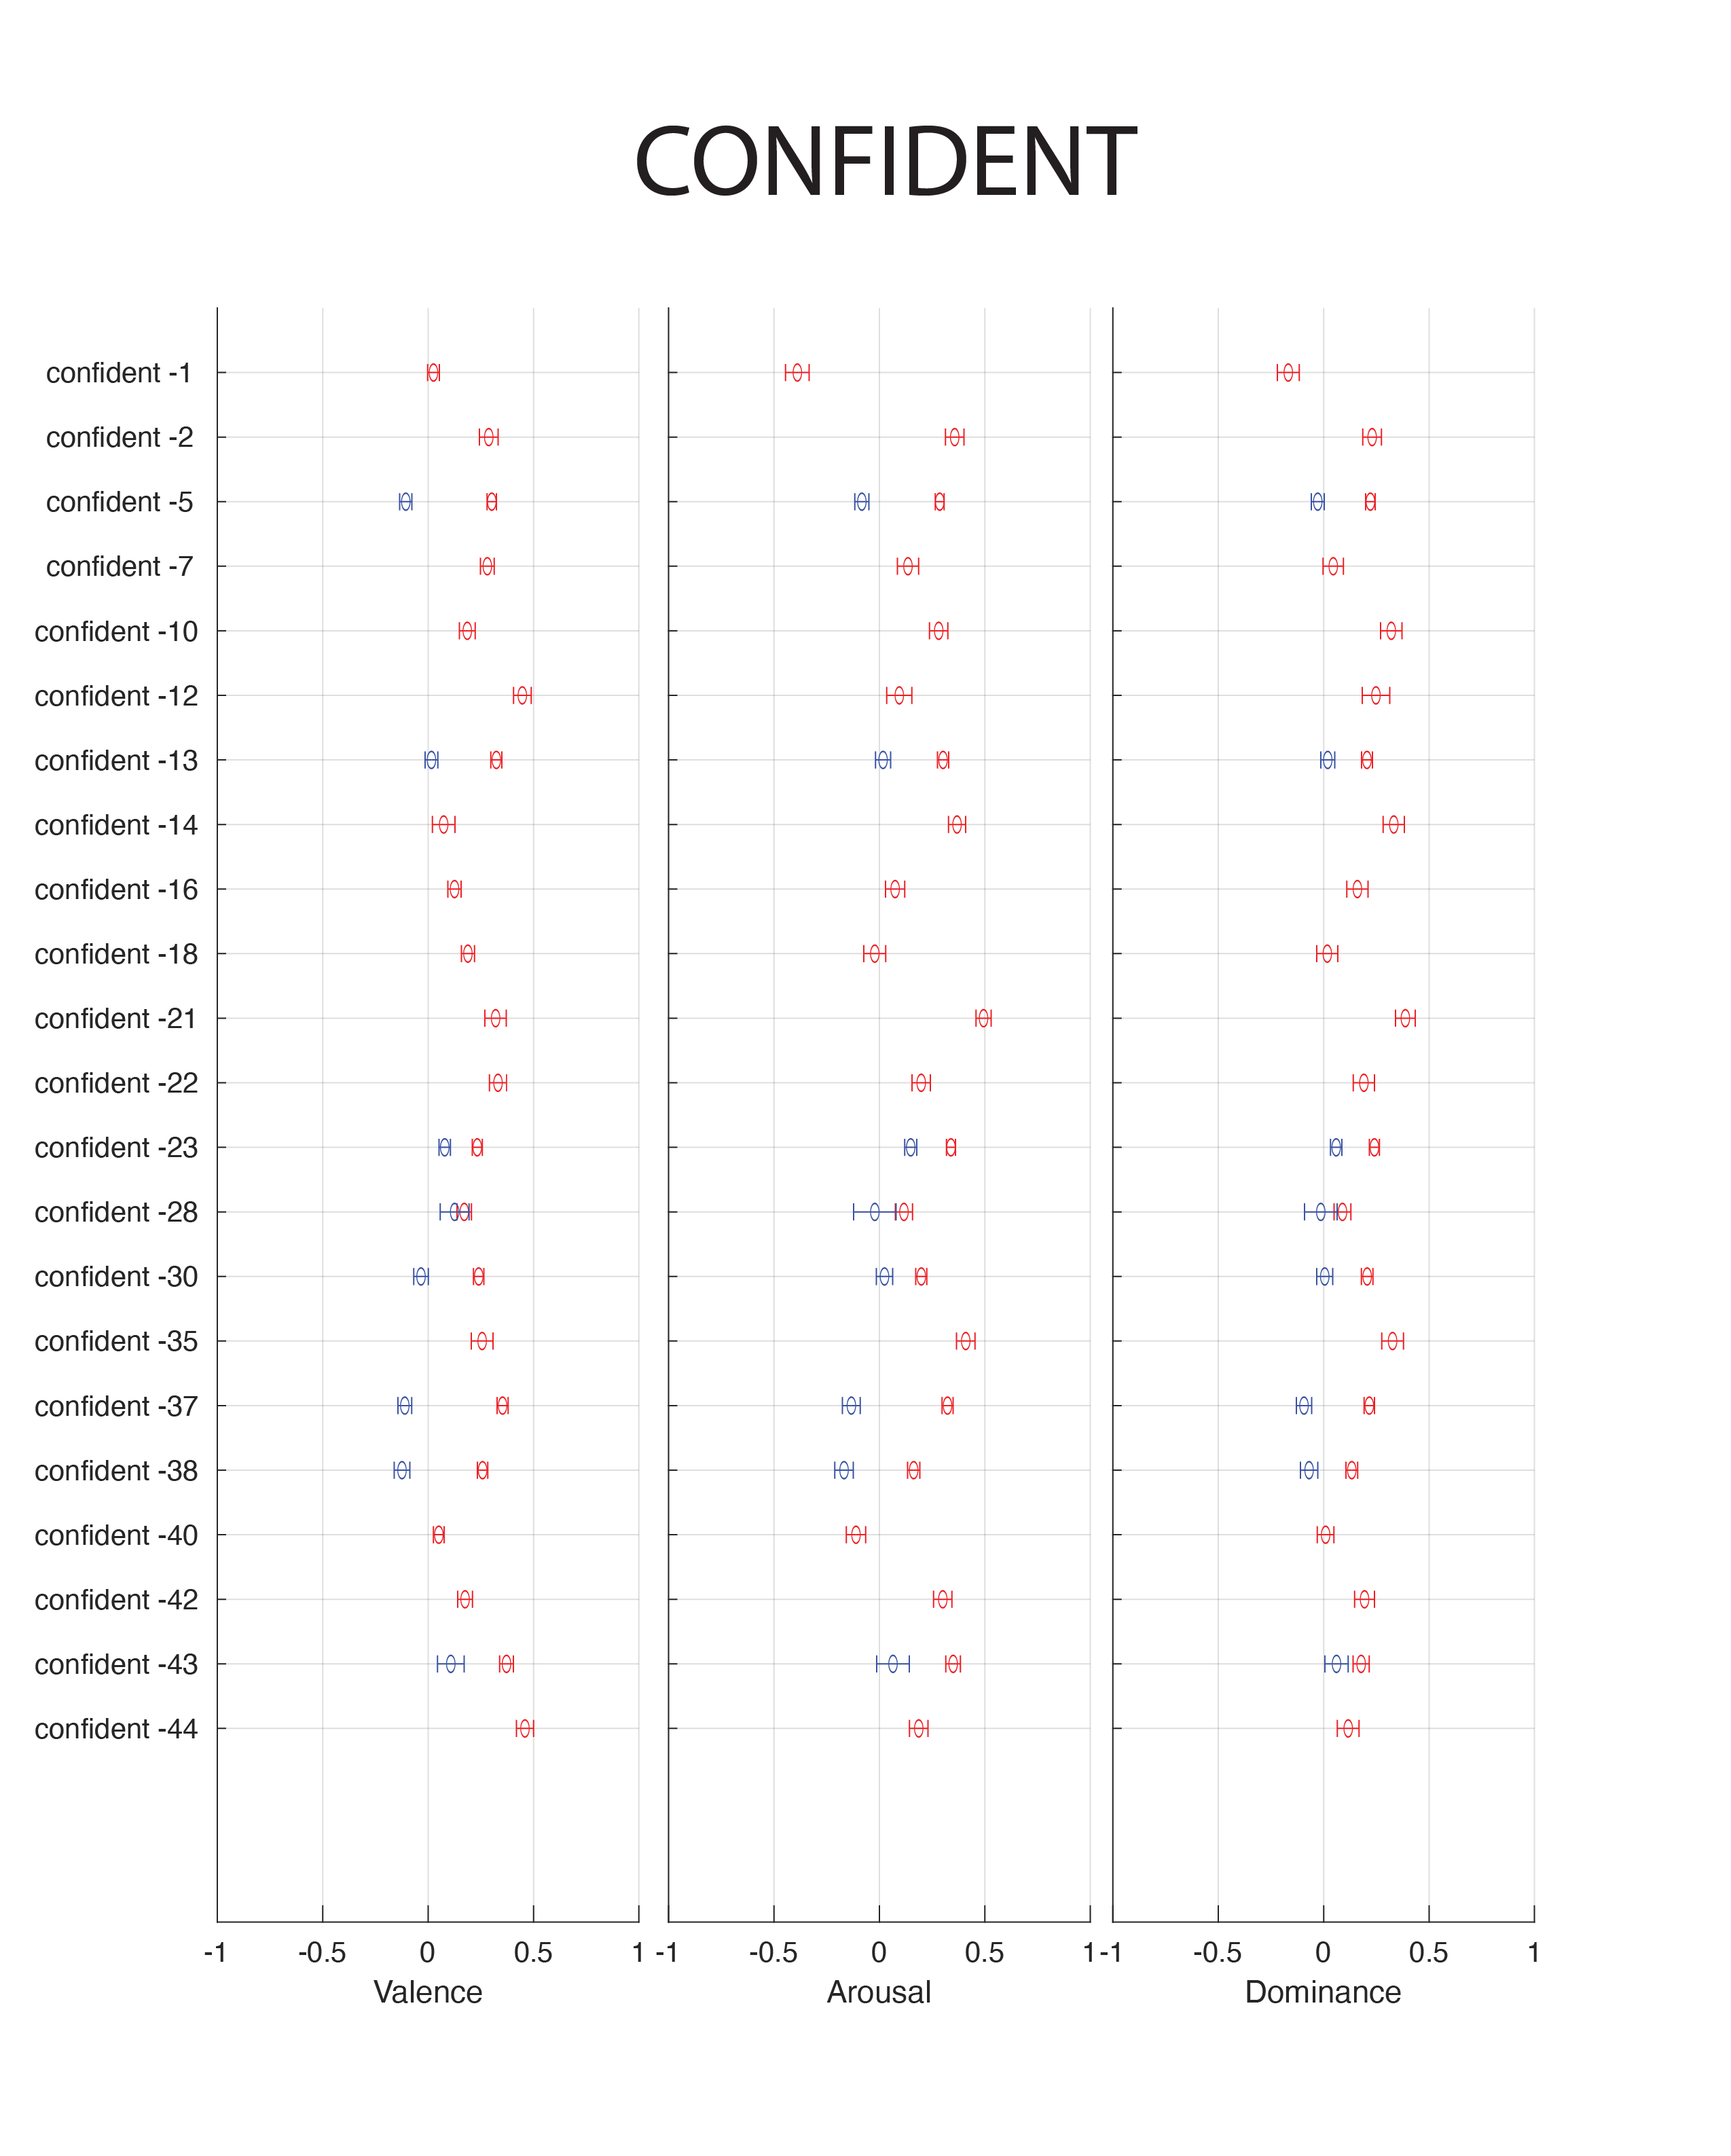 CONFIDENT
confident -1
confident -2
confident -5
confident -7
confident -10
confident -12
confident -13
confident -14
confident -16
confident -18
confident -21
confident -22
confident -23
confident -28
confident -30
confident -35
confident -37
confident -38
confident -40
confident -42
confident -43
confident -44
-1 -0.5 0 0.5 1 -1 -0.5 0 0.5 1 -1 -0.5 0 0.5 1
Valence Arousal Dominance